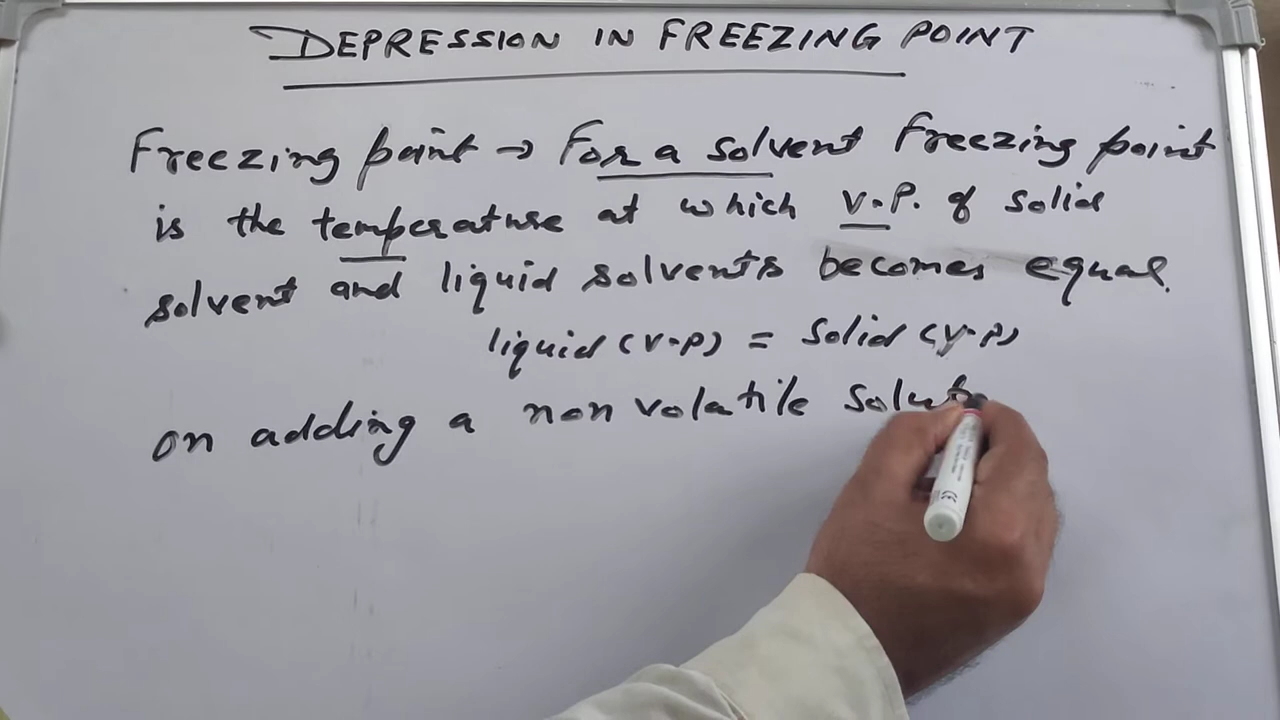 DEPRESSION IN FREEZING POINT
Freezing point → For a solvent Freezing point
is the temperature at which V.P. of solid
solvent and liquid solvents becomes equal.
liquid (V.P) = Solid (V.P)
on adding a non volatile solut